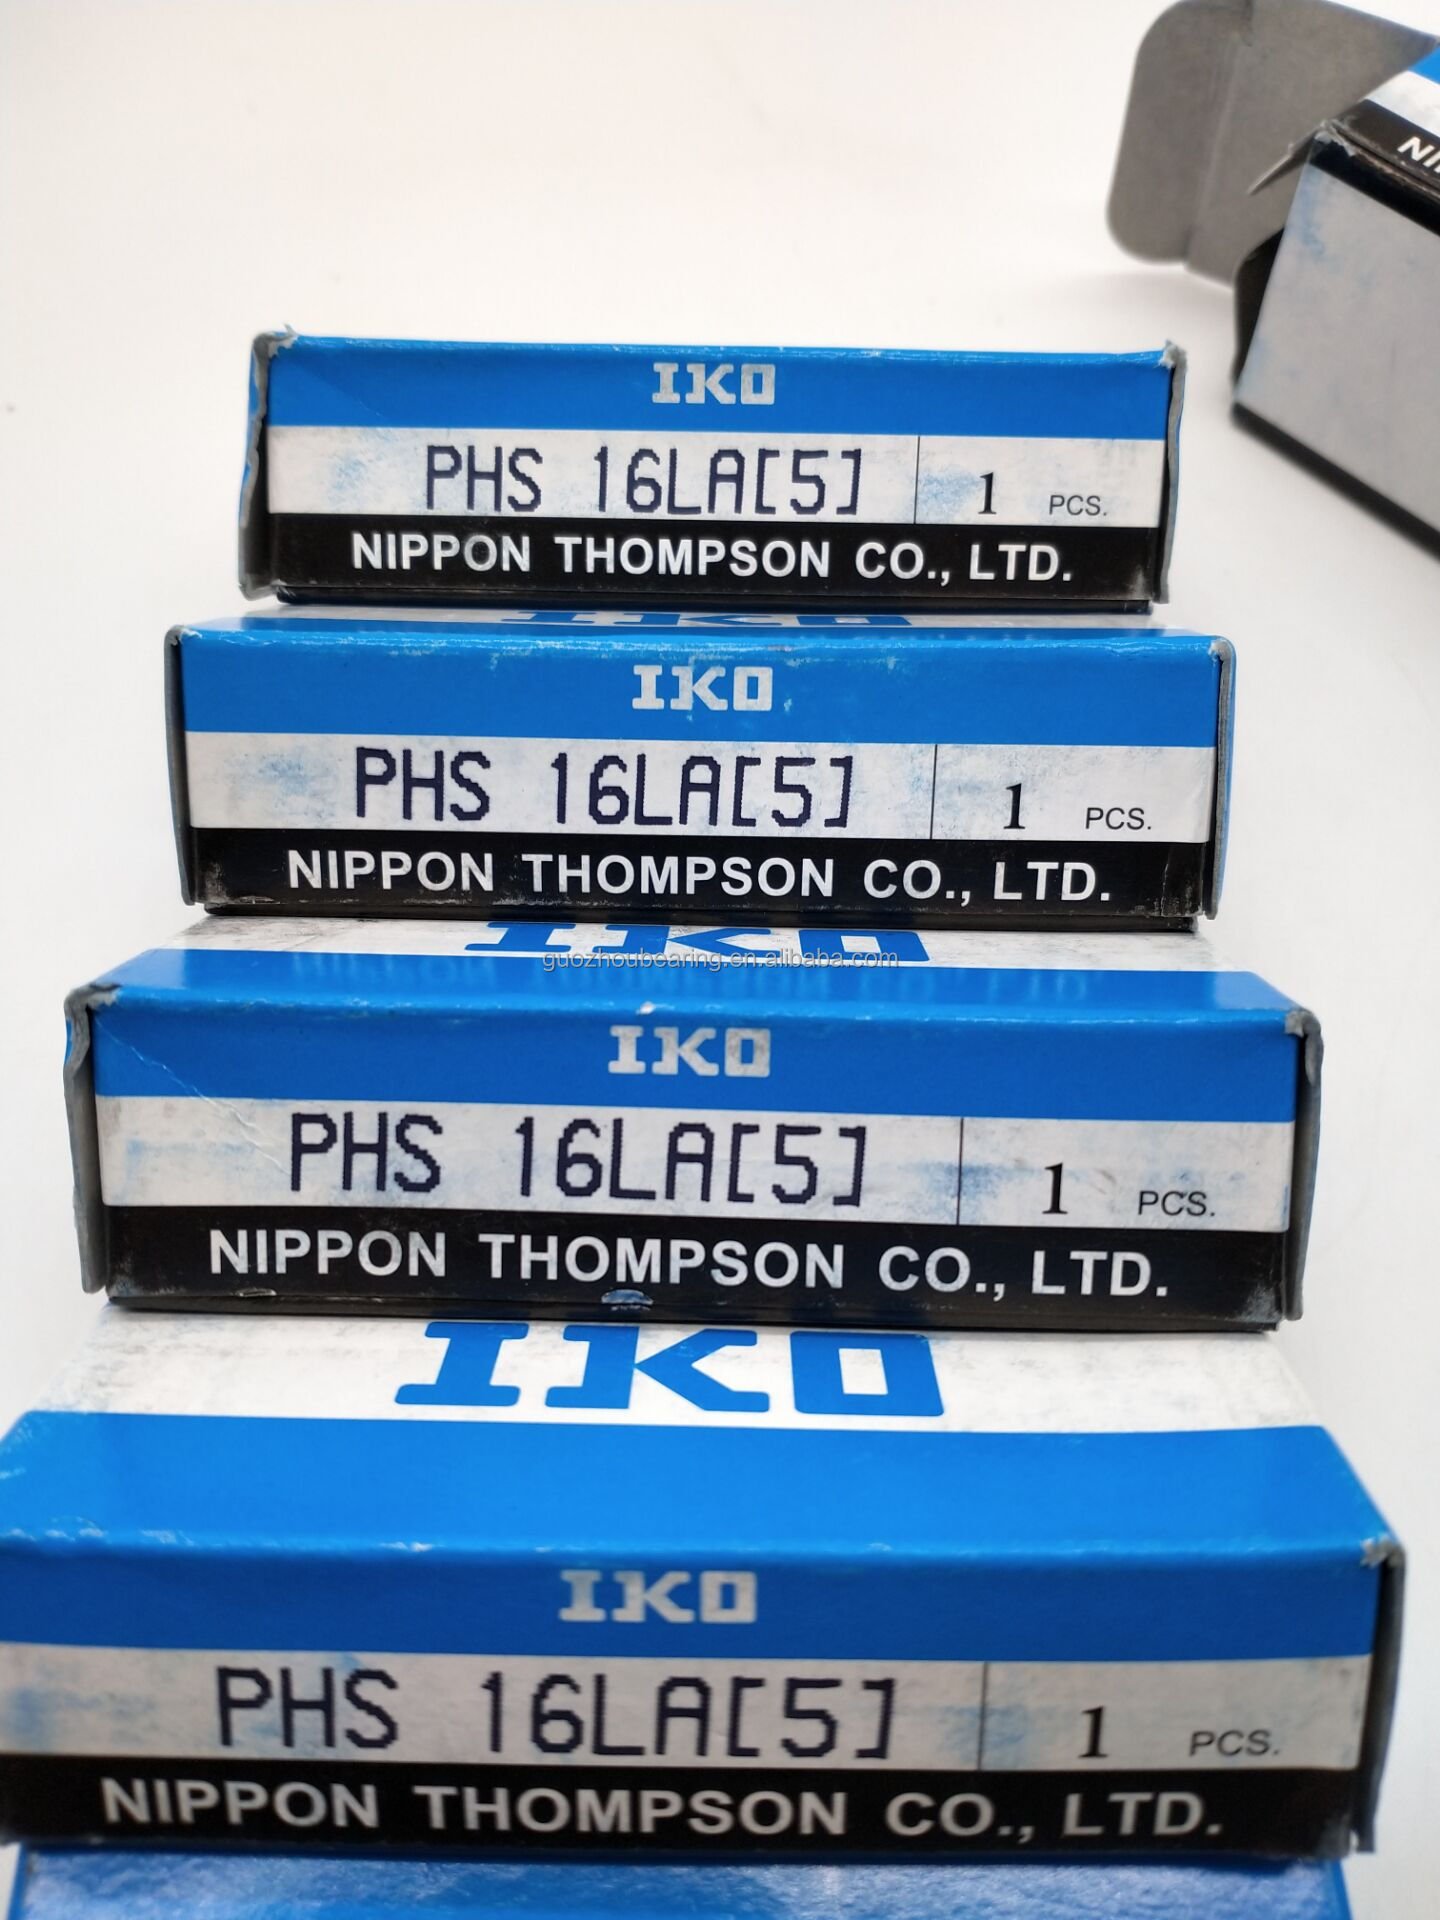 NI
IKO
PHS 16LA[5] 1 PCS.
NIPPON THOMPSON CO., LTD.
IKO
IKO
PHS 16LA[5] 1 PCS.
NIPPON THOMPSON CO., LTD.
IKO
guozhoubearing.en.alibaba.com
IKO
PHS 16LA[5] 1 PCS.
NIPPON THOMPSON CO., LTD.
IKO
IKO
PHS 16LA[5] 1 PCS.
NIPPON THOMPSON CO., LTD.